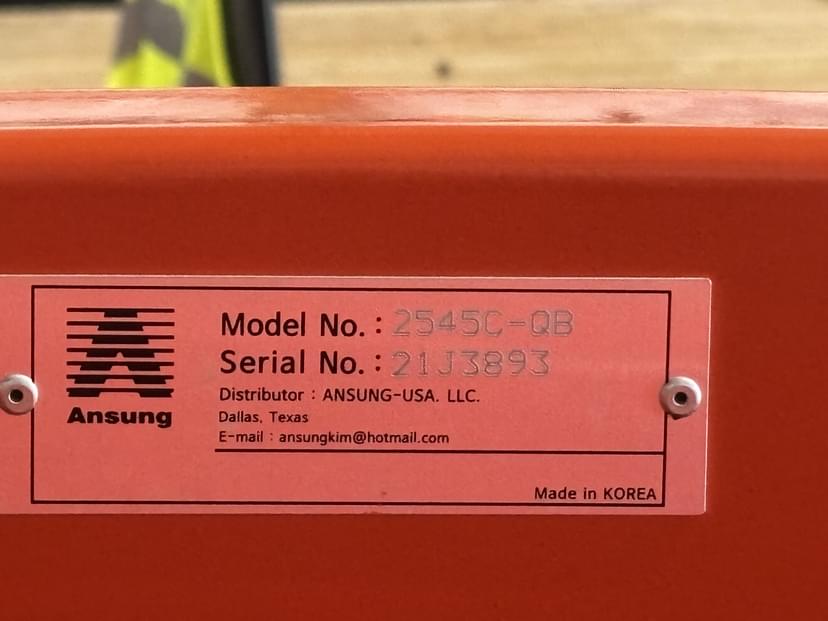 Model No. : 2545C-QB
Serial No. : 21J3893
Distributor : ANSUNG-USA. LLC.
Dallas, Texas
E-mail : ansungkim@hotmail.com
Ansung
Made in KOREA